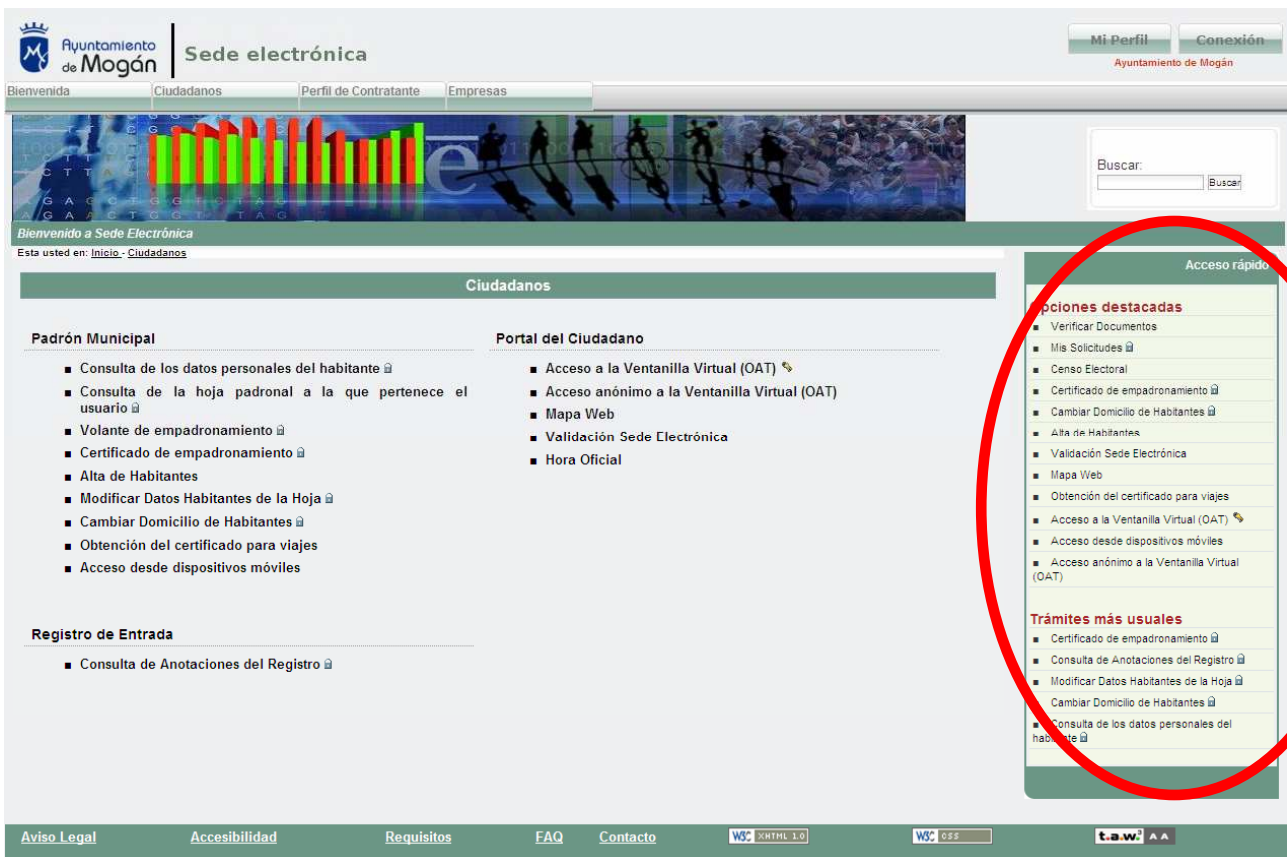 Ayuntamiento
de Mogán
Sede electrónica
Mi Perfil
Conexión
Ayuntamiento de Mogán
Bienvenida
Ciudadanos
Perfil de Contratante
Empresas
Buscar:
Buscar
Bienvenido a Sede Electrónica
Esta usted en: Inicio - Ciudadanos
Ciudadanos
Padrón Municipal
Consulta de los datos personales del habitante
Consulta de la hoja padronal a la que pertenece el
usuario
Volante de empadronamiento
Certificado de empadronamiento
Alta de Habitantes
Modificar Datos Habitantes de la Hoja
Cambiar Domicilio de Habitantes
Obtención del certificado para viajes
Acceso desde dispositivos móviles
Registro de Entrada
Consulta de Anotaciones del Registro
Portal del Ciudadano
Acceso a la Ventanilla Virtual (OAT)
Acceso anónimo a la Ventanilla Virtual (OAT)
Mapa Web
Validación Sede Electrónica
Hora Oficial
Acceso rápido
Opciones destacadas
Verificar Documentos
Mis Solicitudes
Censo Electoral
Certificado de empadronamiento
Cambiar Domicilio de Habitantes
Alta de Habitantes
Validación Sede Electrónica
Mapa Web
Obtención del certificado para viajes
Acceso a la Ventanilla Virtual (OAT)
Acceso desde dispositivos móviles
Acceso anónimo a la Ventanilla Virtual
(OAT)
Trámites más usuales
Certificado de empadronamiento
Consulta de Anotaciones del Registro
Modificar Datos Habitantes de la Hoja
Cambiar Domicilio de Habitantes
Consulta de los datos personales del
habitante
Aviso Legal
Accesibilidad
Requisitos
FAQ
Contacto
W3C XHTML 1.0
W3C CSS
t.a.w.3 A A